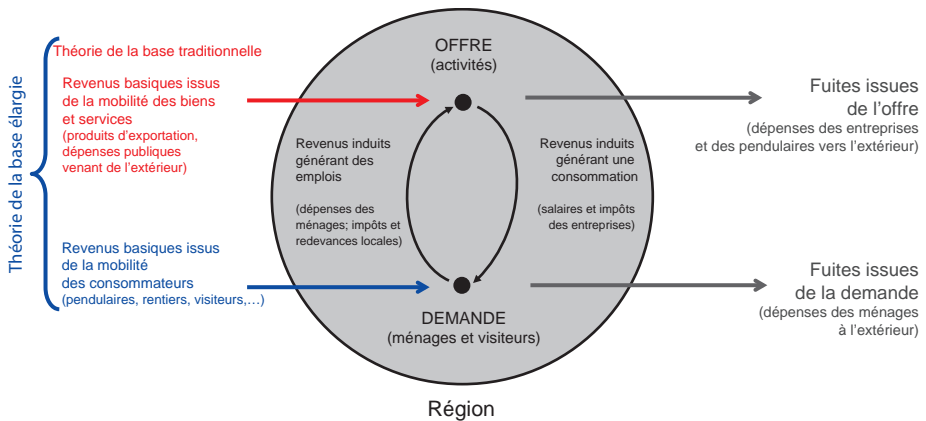 Théorie de la base élargie
Théorie de la base traditionnelle
Revenus basiques issus
de la mobilité des biens
et services
(produits d'exportation,
dépenses publiques
venant de l'extérieur)
Revenus basiques issus
de la mobilité
des consommateurs
(pendulaires, rentiers, visiteurs,…)
OFFRE
(activités)
Revenus induits
générant des
emplois
(dépenses des
ménages; impôts et
redevances locales)
Revenus induits
générant une
consommation
(salaires et impôts
des entreprises)
DEMANDE
(ménages et visiteurs)
Fuites issues
de l'offre
(dépenses des entreprises
et des pendulaires vers l'extérieur)
Fuites issues
de la demande
(dépenses des ménages
à l'extérieur)
Région